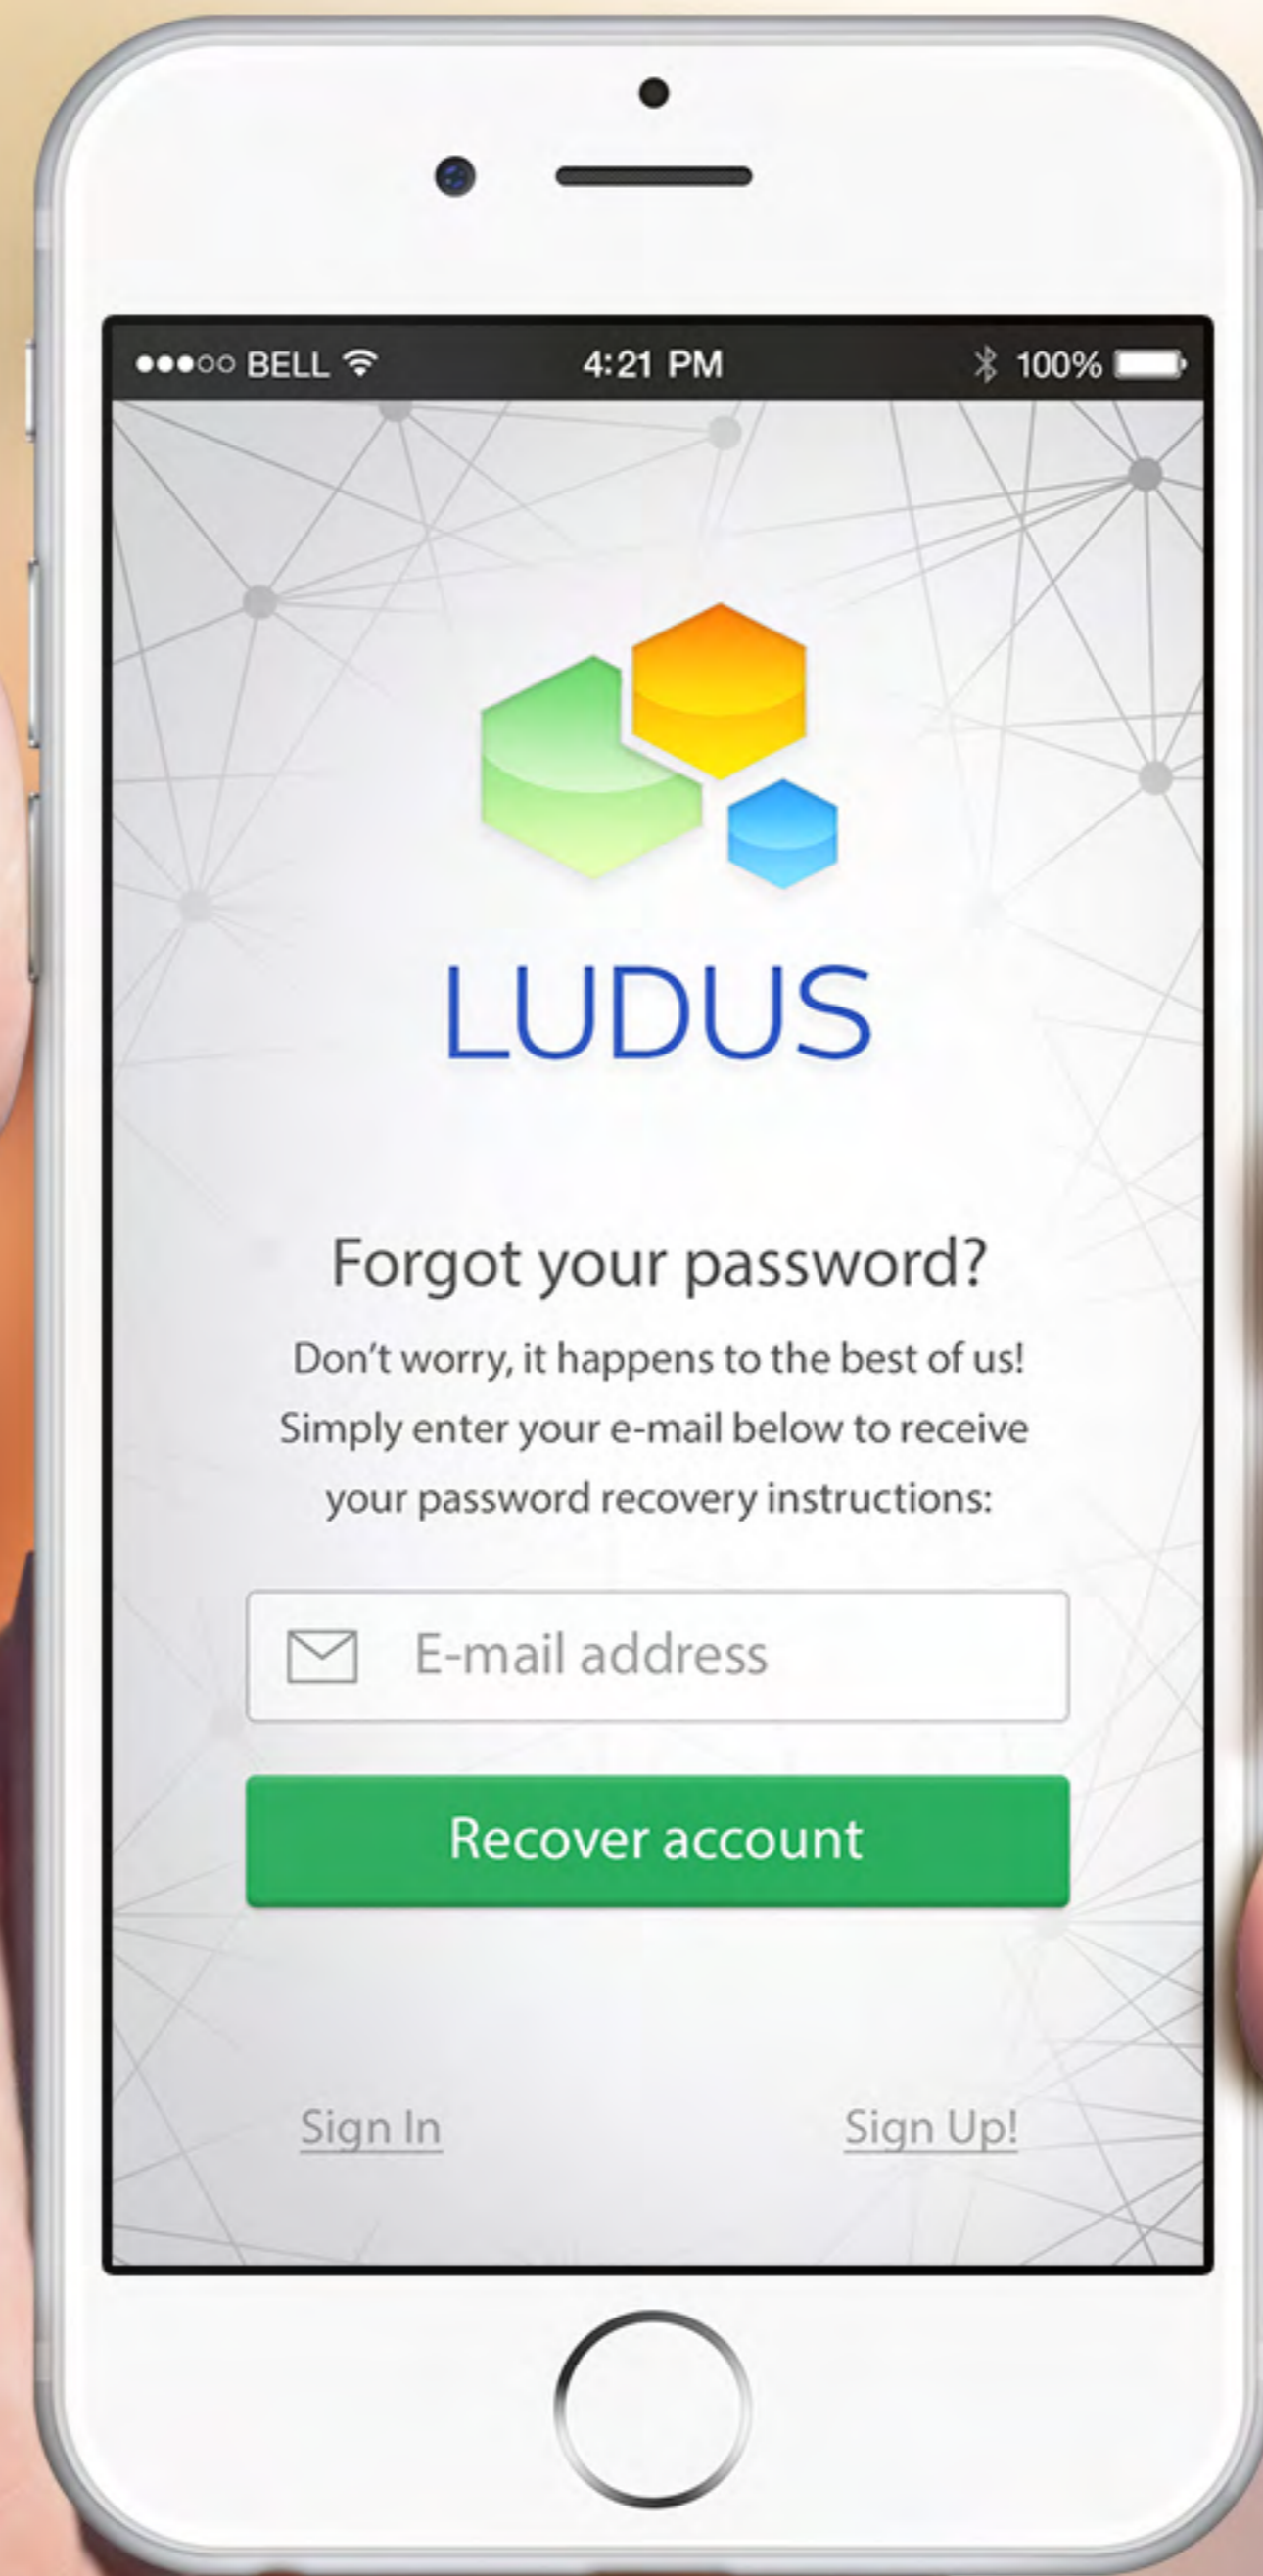 BELL 4:21 PM 100%
LUDUS
Forgot your password?
Don't worry, it happens to the best of us!
Simply enter your e-mail below to receive
your password recovery instructions:
E-mail address
Recover account
Sign In Sign Up!